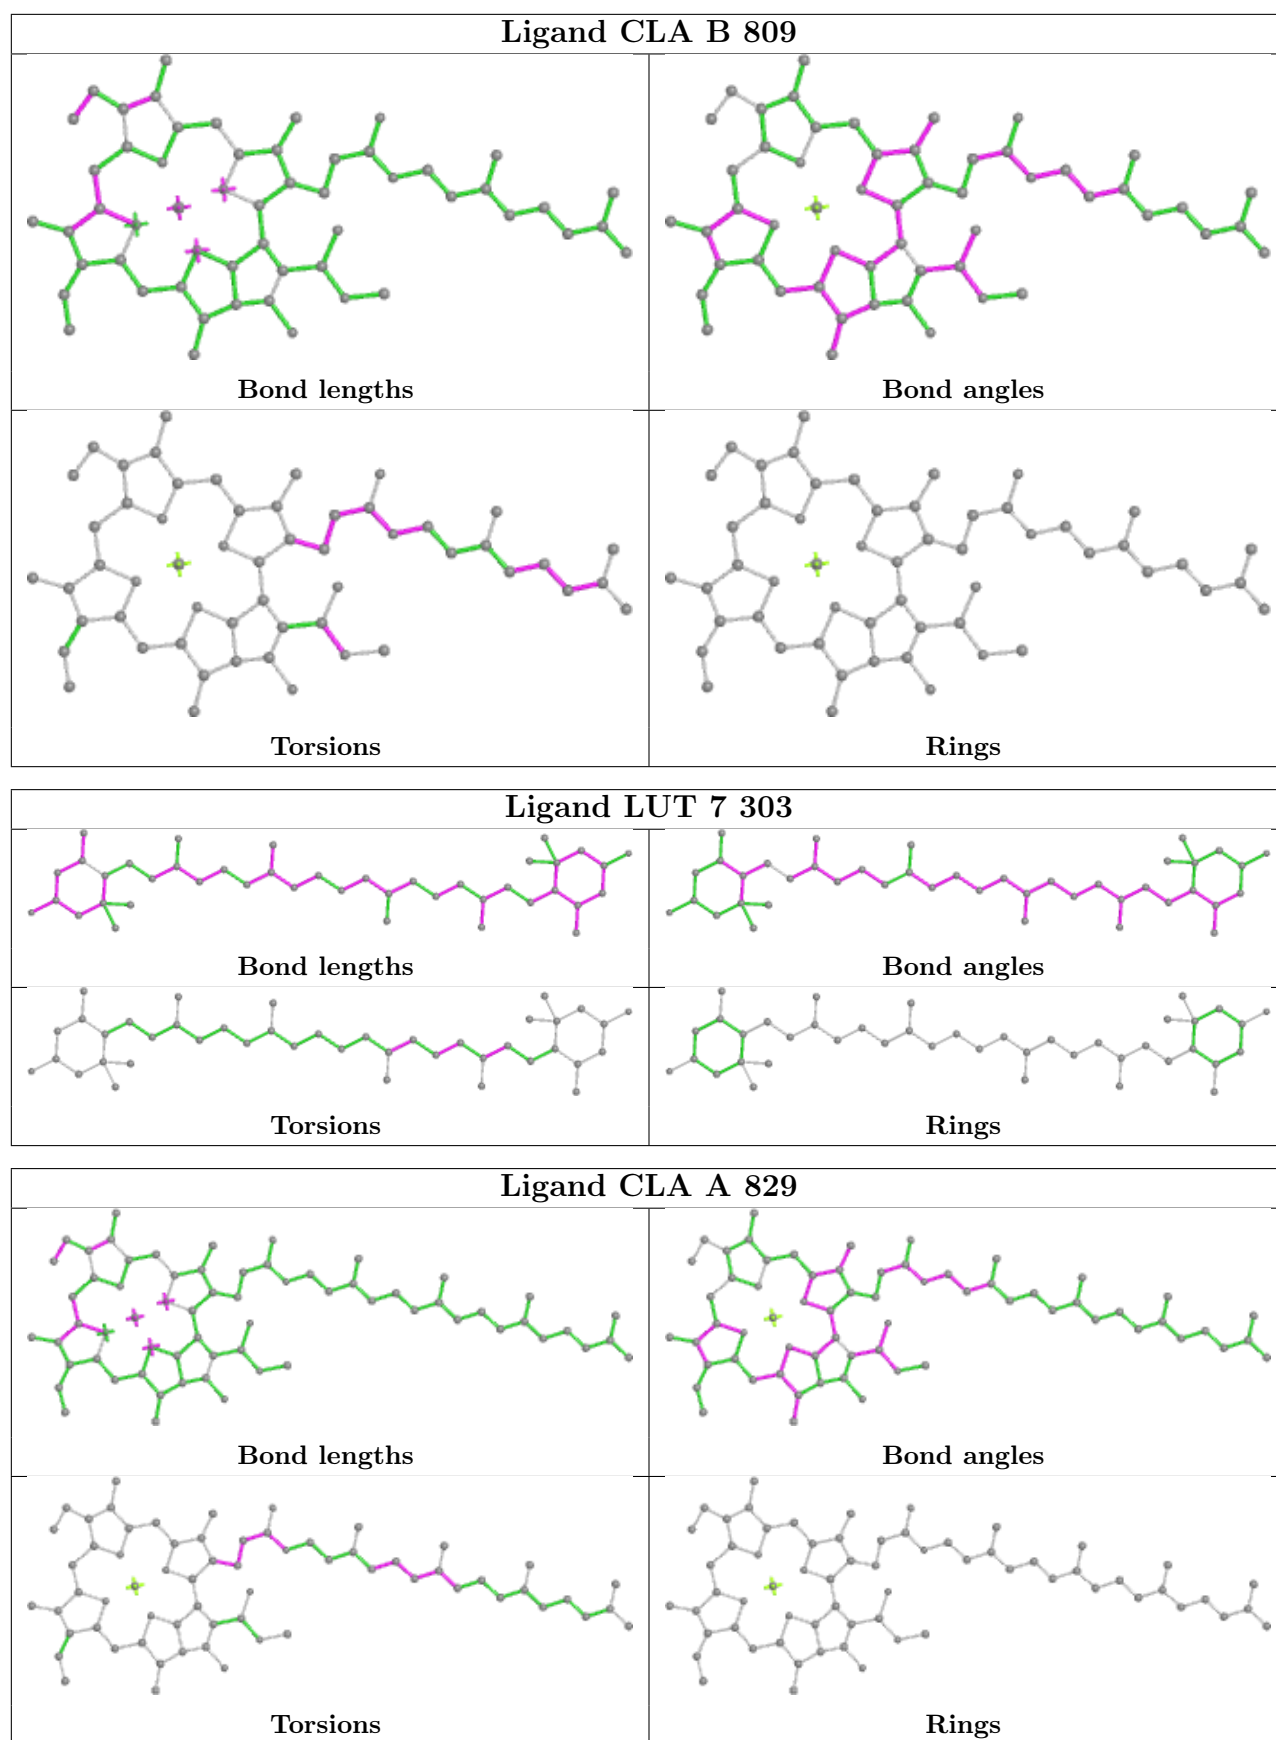 Ligand CLA B 809
Bond lengths
Bond angles
Torsions
Rings
Ligand LUT 7 303
Bond lengths
Bond angles
Torsions
Rings
Ligand CLA A 829
Bond lengths
Bond angles
Torsions
Rings